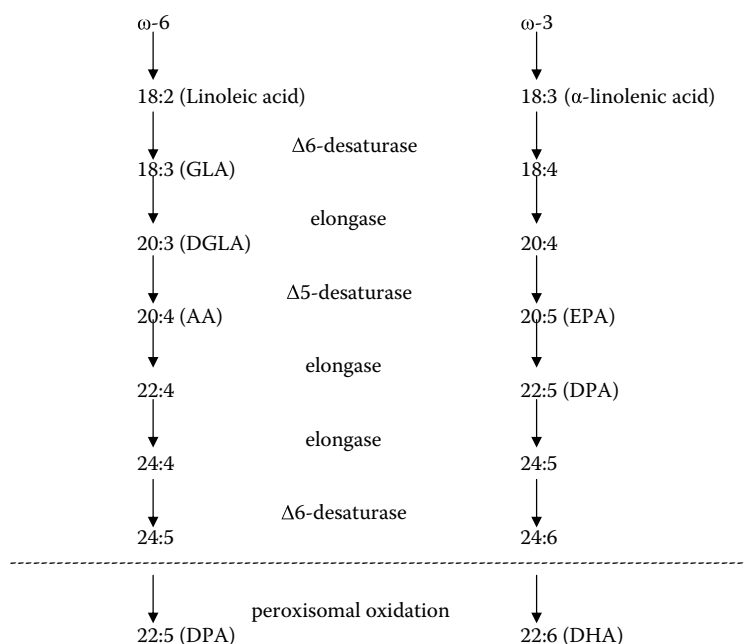 ω-6 ω-3
18:2 (Linoleic acid) 18:3 (α-linolenic acid)
Δ6-desaturase
18:3 (GLA) 18:4
elongase
20:3 (DGLA) 20:4
Δ5-desaturase
20:4 (AA) 20:5 (EPA)
elongase
22:4 22:5 (DPA)
elongase
24:4 24:5
Δ6-desaturase
24:5 24:6
peroxisomal oxidation
22:5 (DPA) 22:6 (DHA)